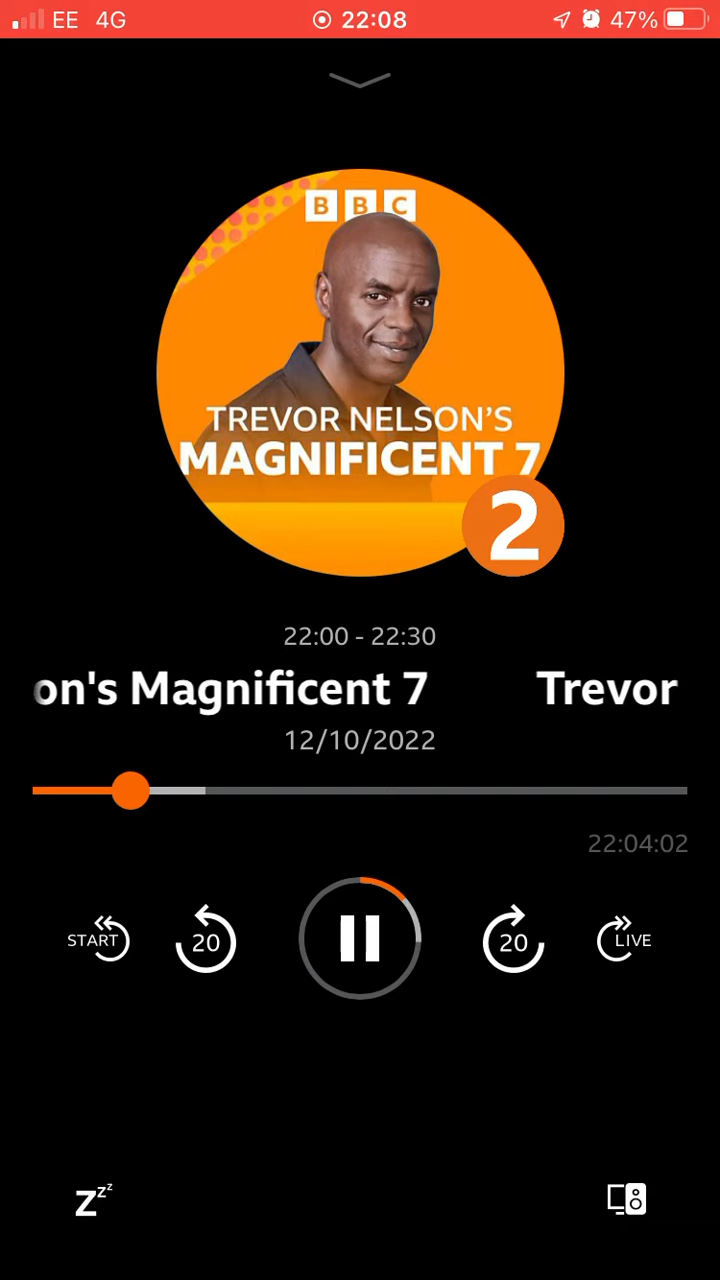 EE 4G 22:08 47%
BBC
TREVOR NELSON'S
MAGNIFICENT 7
2
22:00 - 22:30
on's Magnificent 7 Trevor
12/10/2022
22:04:02
START 20 20 LIVE
Zzz